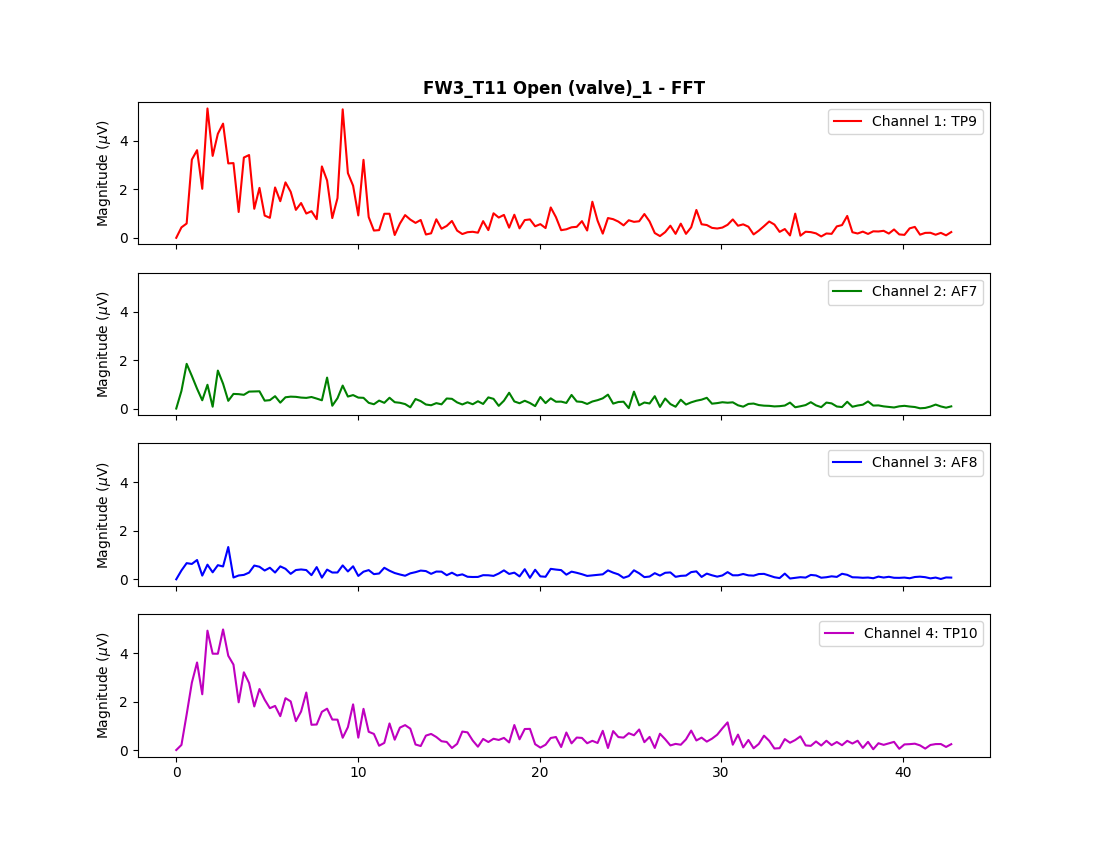 FW3_T11 Open (valve)_1 - FFT
Magnitude (μV)
4
2
0
Channel 1: TP9
Magnitude (μV)
4
2
0
Channel 2: AF7
Magnitude (μV)
4
2
0
Channel 3: AF8
Magnitude (μV)
4
2
0
Channel 4: TP10
0 10 20 30 40